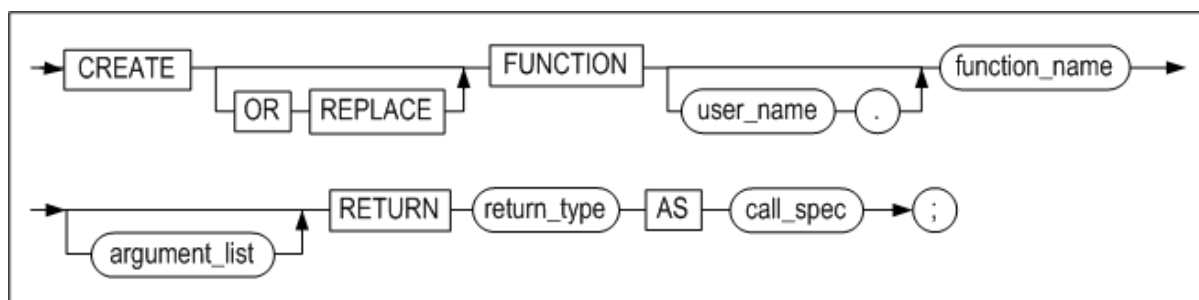 CREATE FUNCTION function_name
OR REPLACE user_name .
RETURN return_type AS call_spec ;
argument_list